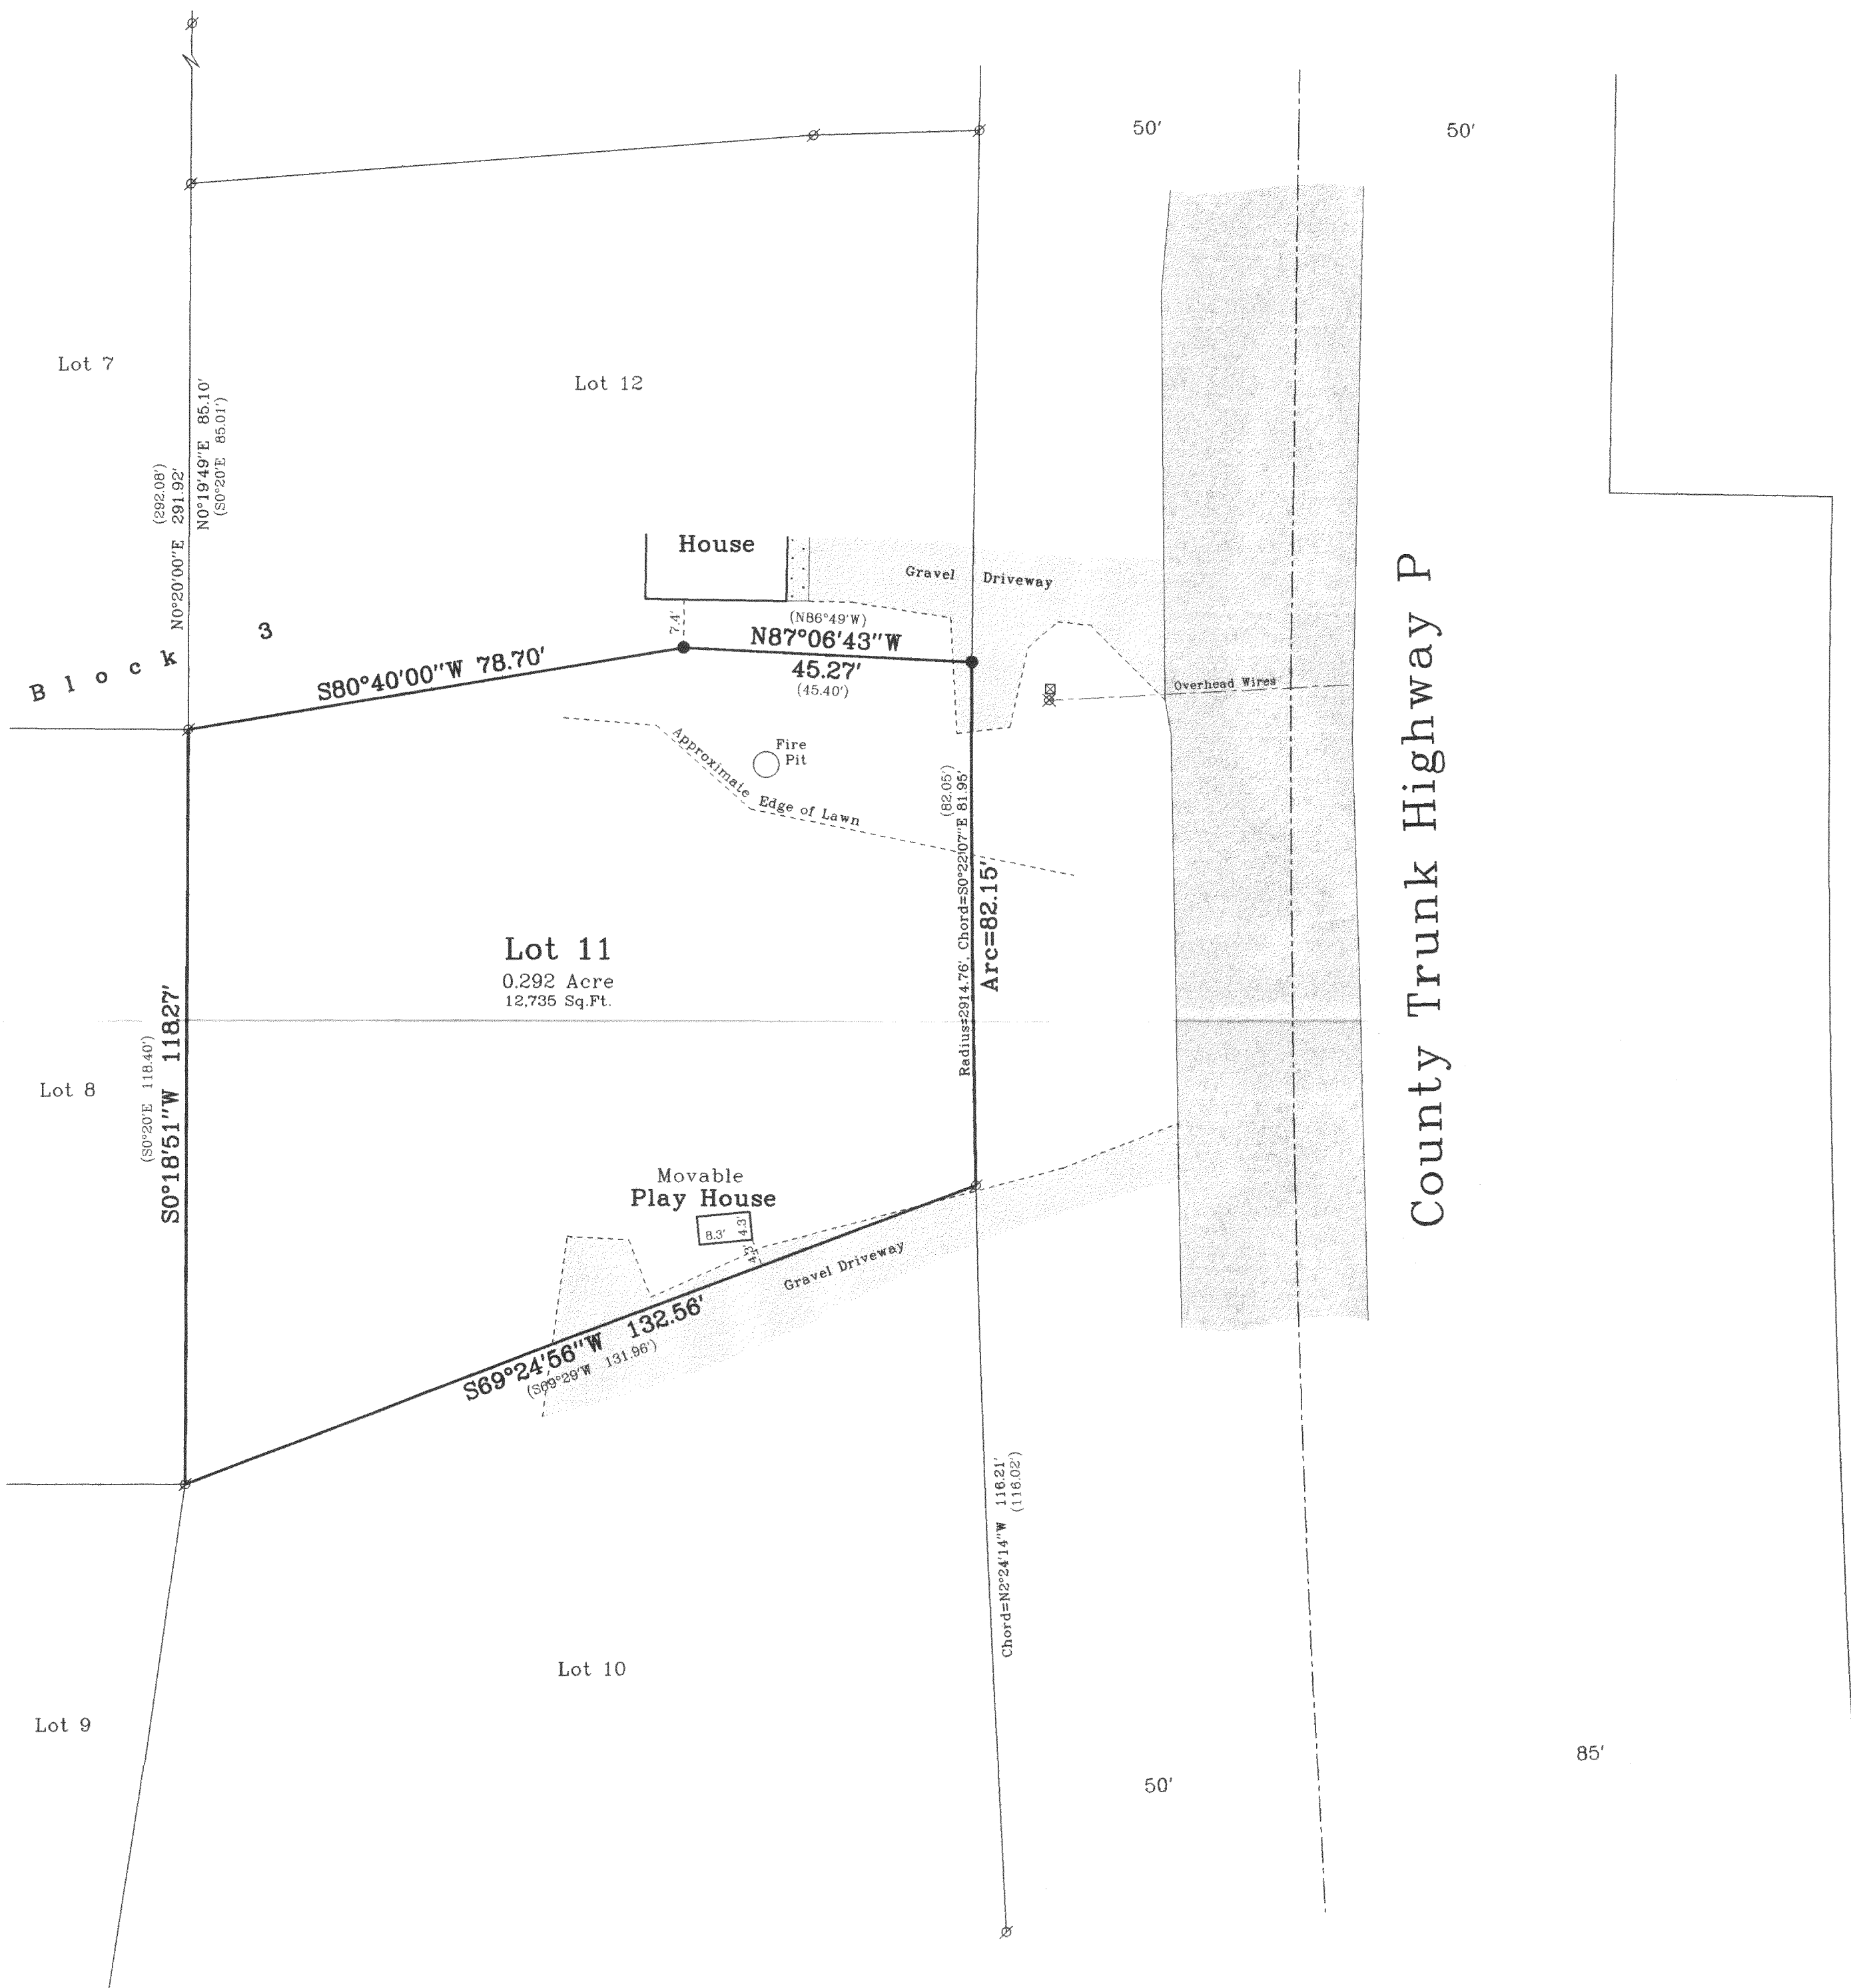 50'
50'
Lot 7
Lot 12
(292.08')
N0°20'00"E 291.92'
N0°19'49"E 85.10'
(S0°20'E 85.01')
House
Gravel Driveway
7.4'
(N86°49'W)
N87°06'43"W
45.27'
(45.40')
Block 3
S80°40'00"W 78.70'
Overhead Wires
Fire
Pit
Approximate Edge of Lawn
(82.05')
Radius=2914.76', Chord=S0°22'07"E 81.95'
Arc=82.15'
County Trunk Highway P
Lot 11
0.292 Acre
12,735 Sq.Ft.
Lot 8
(S0°20'E 118.40')
S0°18'51"W 118.27'
Movable
Play House
8.3'
4.3'
Gravel Driveway
S69°24'56"W 132.56'
(S69°29'W 131.96')
Chord=N2°24'14"W 116.21'
(116.02')
Lot 10
Lot 9
50'
85'